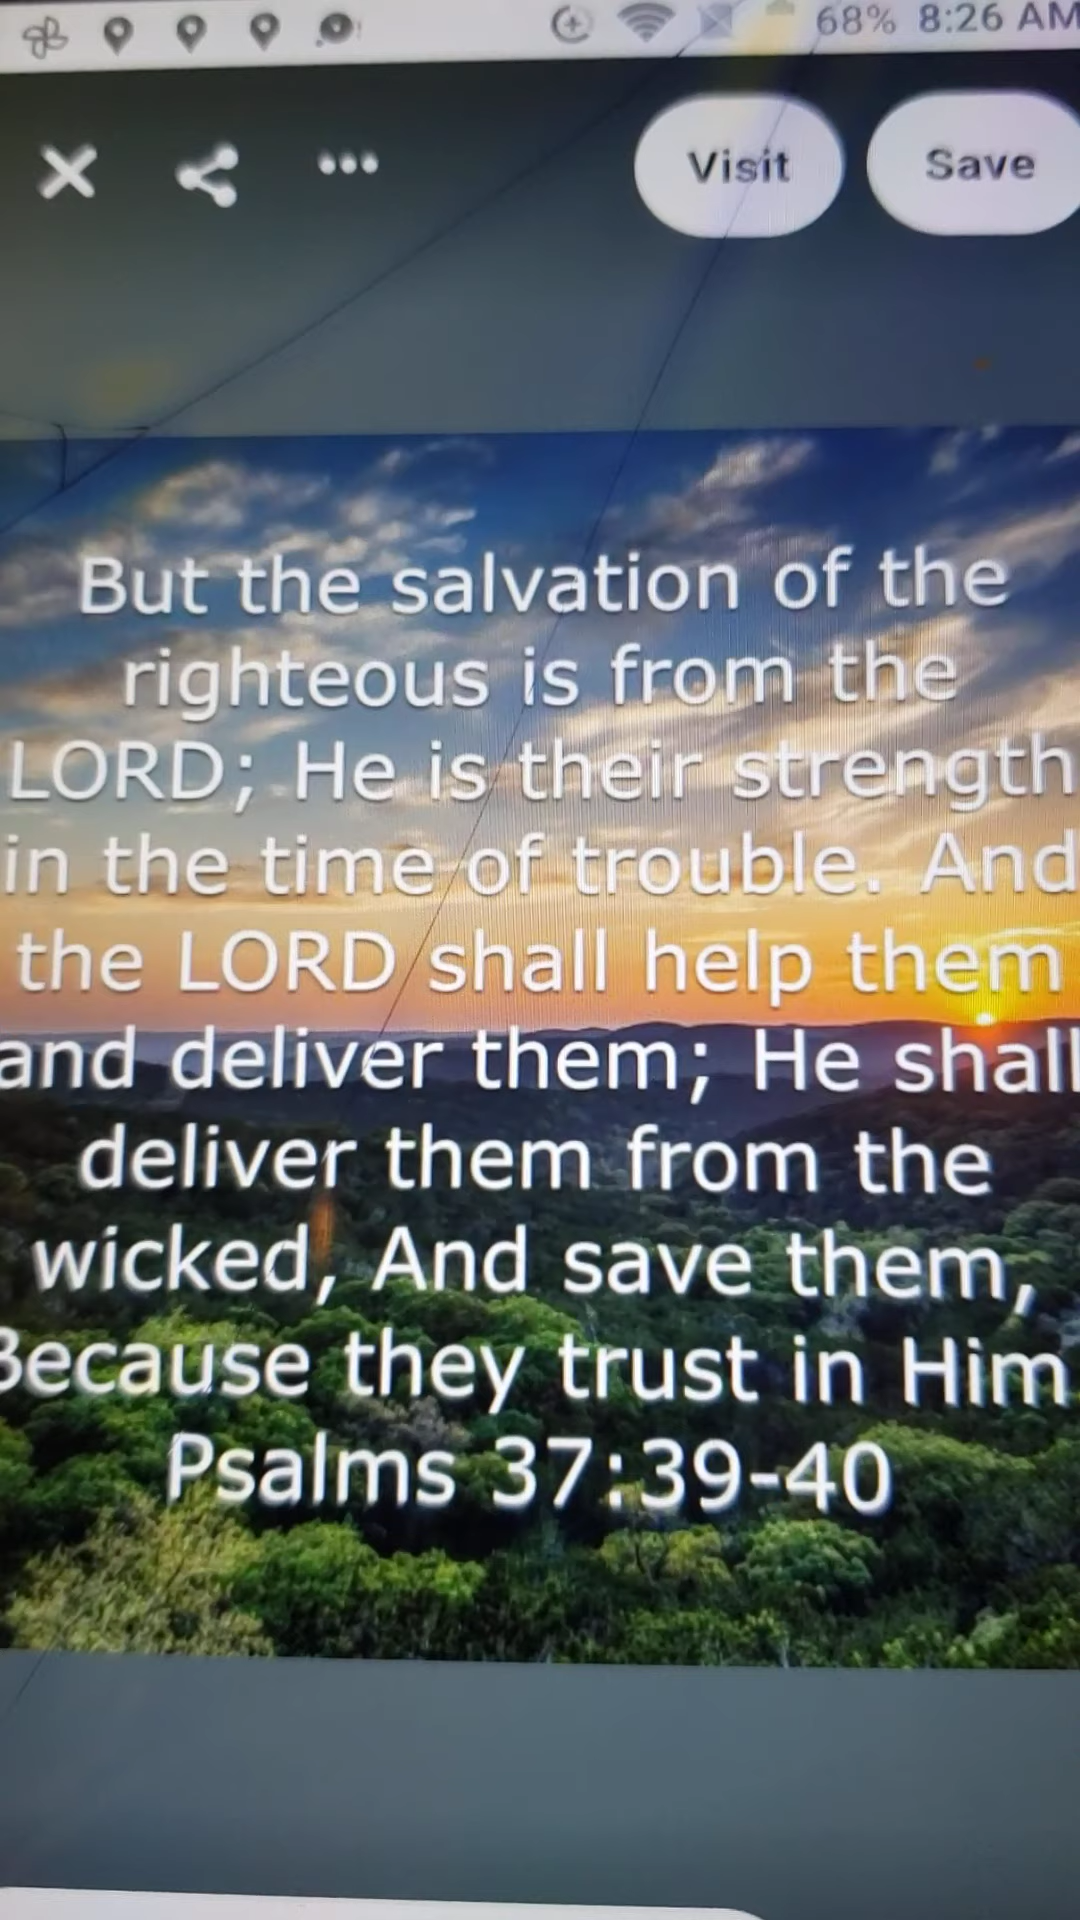 68% 8:26 AM
Visit
Save
But the salvation of the
righteous is from the
LORD; He is their strength
in the time of trouble. And
the LORD shall help them
and deliver them; He shall
deliver them from the
wicked, And save them,
Because they trust in Him
Psalms 37:39-40